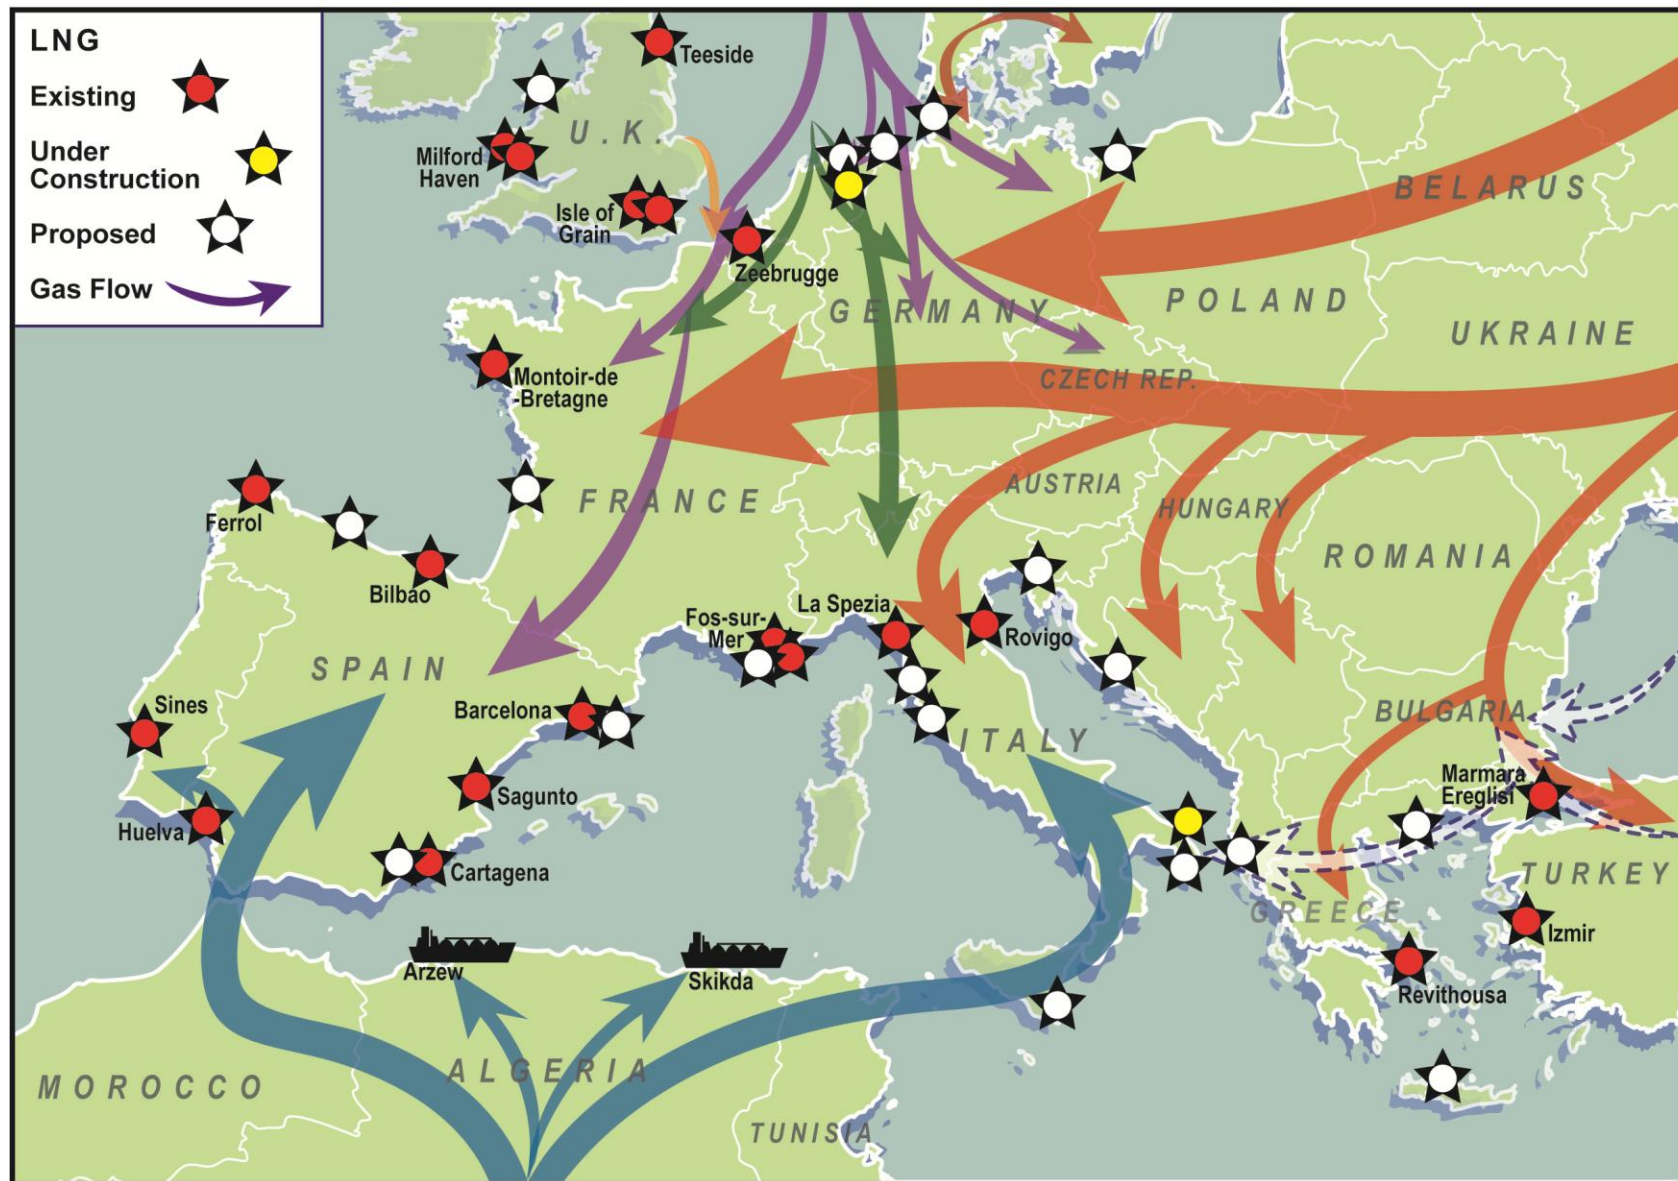 LNG
Existing
Under
Construction
Proposed
Gas Flow
Teeside
U.K.
Milford
Haven
Isle of
Grain
Zeebrugge
BELARUS
GERMANY
POLAND
UKRAINE
Montoir-de
-Bretagne
CZECH REP.
FRANCE
AUSTRIA
HUNGARY
ROMANIA
Ferrol
Bilbao
La Spezia
Fos-sur-
Mer
Rovigo
SPAIN
Sines
Barcelona
ITALY
BULGARIA
Sagunto
Marmara
Ereglisi
Huelva
Cartagena
TURKEY
GREECE
Izmir
Arzew
Skikda
Revithousa
ALGERIA
MOROCCO
TUNISIA